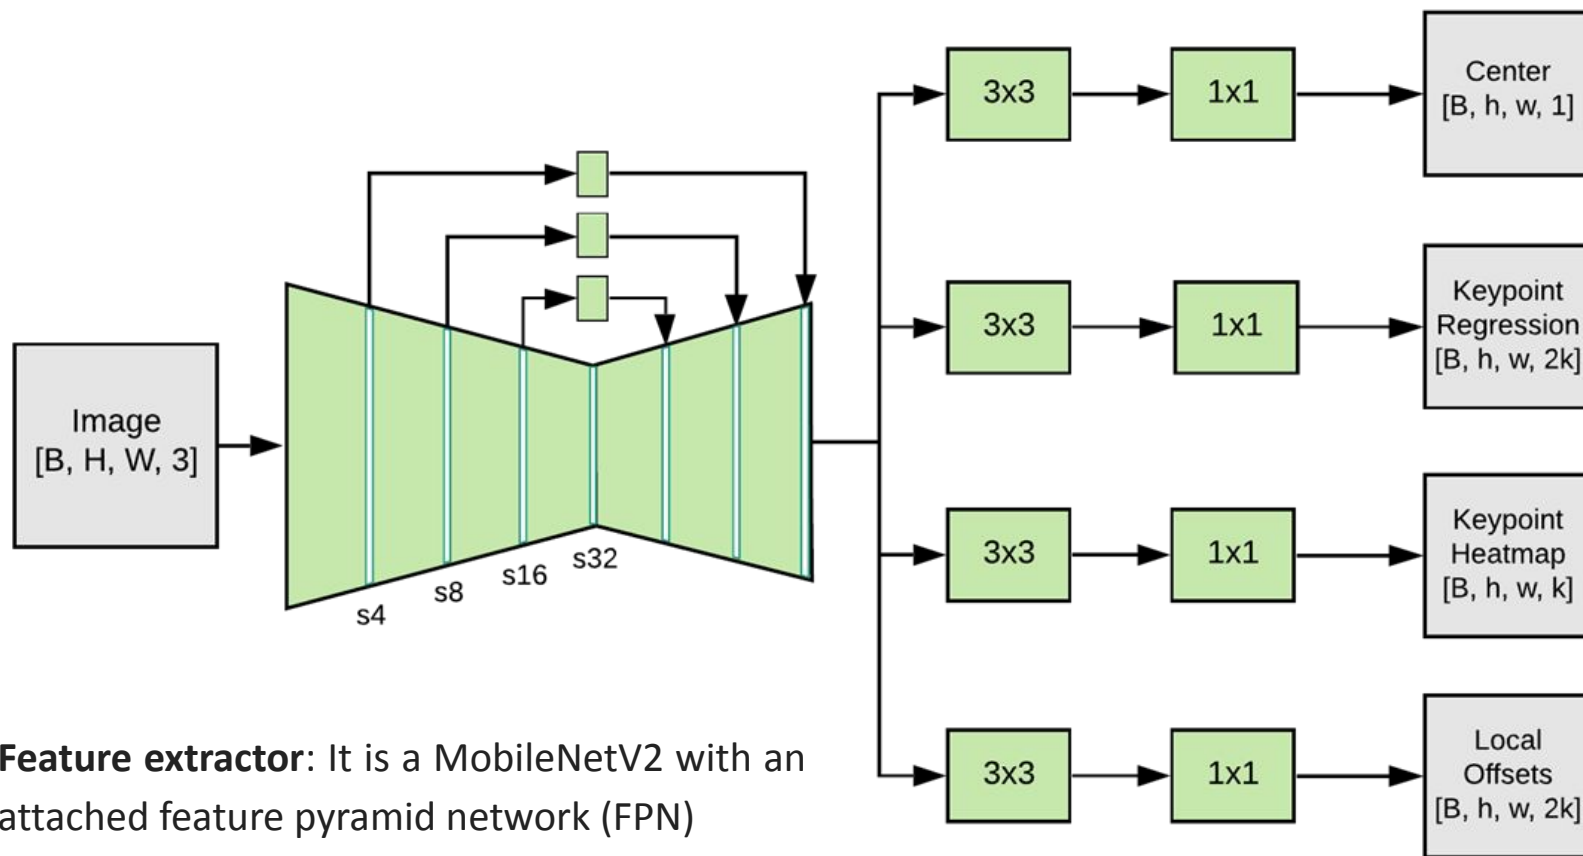 Image
[B, H, W, 3]
s4
s8
s16
s32
3x3
1x1
Center
[B, h, w, 1]
3x3
1x1
Keypoint
Regression
[B, h, w, 2k]
3x3
1x1
Keypoint
Heatmap
[B, h, w, k]
3x3
1x1
Local
Offsets
[B, h, w, 2k]
Feature extractor: It is a MobileNetV2 with an
attached feature pyramid network (FPN)